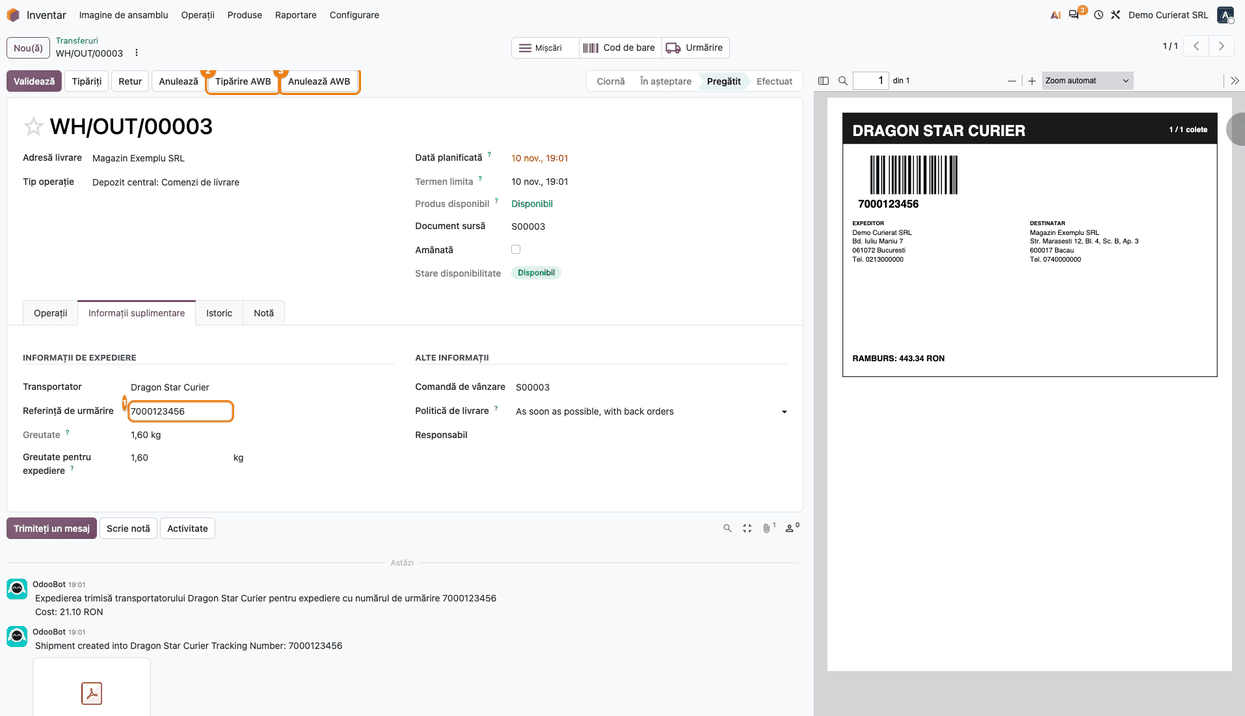 Inventar Imagine de ansamblu Operații Produse Raportare Configurare
AI 3 Demo Curierat SRL A
Nou(ă) Transferuri
WH/OUT/00003
Mișcări Cod de bare Urmărire
1 / 1
Validează Tipăriți Retur Anulează Tipărire AWB Anulează AWB
Ciornă În așteptare Pregătit Efectuat
1 din 1 Zoom automat
WH/OUT/00003
Adresă livrare Magazin Exemplu SRL
Tip operație Depozit central: Comenzi de livrare
Dată planificată ? 10 nov., 19:01
Termen limita ? 10 nov., 19:01
Produs disponibil ? Disponibil
Document sursă S00003
Amânată
Stare disponibilitate Disponibil
Operații Informații suplimentare Istoric Notă
INFORMAȚII DE EXPEDIERE
Transportator Dragon Star Curier
1
Referință de urmărire 7000123456
Greutate ? 1,60 kg
Greutate pentru expediere ? 1,60 kg
ALTE INFORMAȚII
Comandă de vânzare S00003
Politică de livrare ? As soon as possible, with back orders
Responsabil
Trimiteți un mesaj Scrie notă Activitate
1 0
Astăzi
OdooBot 19:01
Expedierea trimisă transportatorului Dragon Star Curier pentru expediere cu numărul de urmărire 7000123456
Cost: 21.10 RON
OdooBot 19:01
Shipment created into Dragon Star Curier Tracking Number: 7000123456
DRAGON STAR CURIER 1 / 1 colete
7000123456
EXPEDITOR
Demo Curierat SRL
Bd. Iuliu Maniu 7
061072 Bucuresti
Tel. 0213000000
DESTINATAR
Magazin Exemplu SRL
Str. Marasesti 12, Bl. 4, Sc. B, Ap. 3
600017 Bacau
Tel. 0740000000
RAMBURS: 443.34 RON